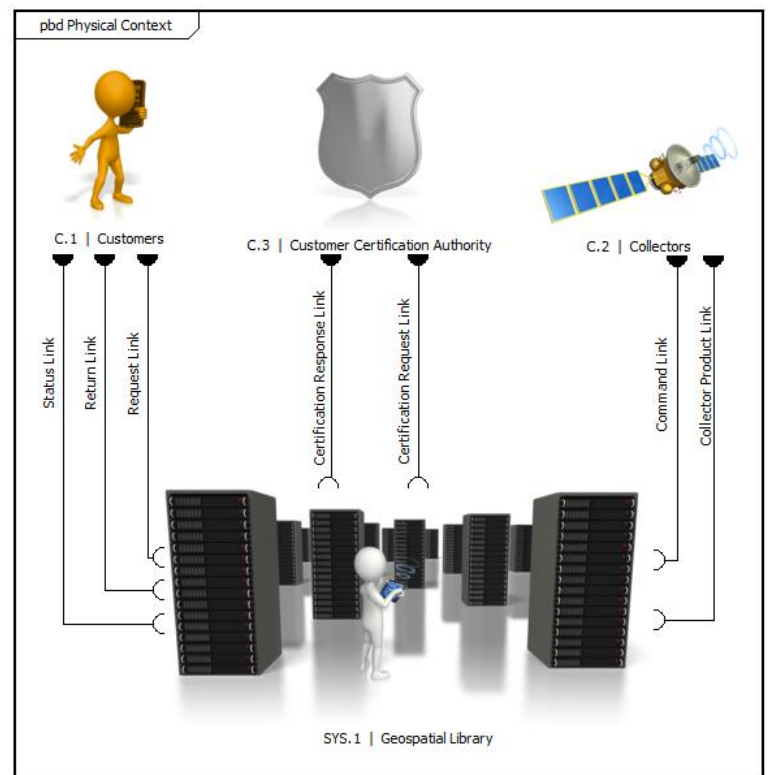 pbd Physical Context
C.1 | Customers
C.3 | Customer Certification Authority
C.2 | Collectors
Status Link
Return Link
Request Link
Certification Response Link
Certification Request Link
Command Link
Collector Product Link
SYS.1 | Geospatial Library